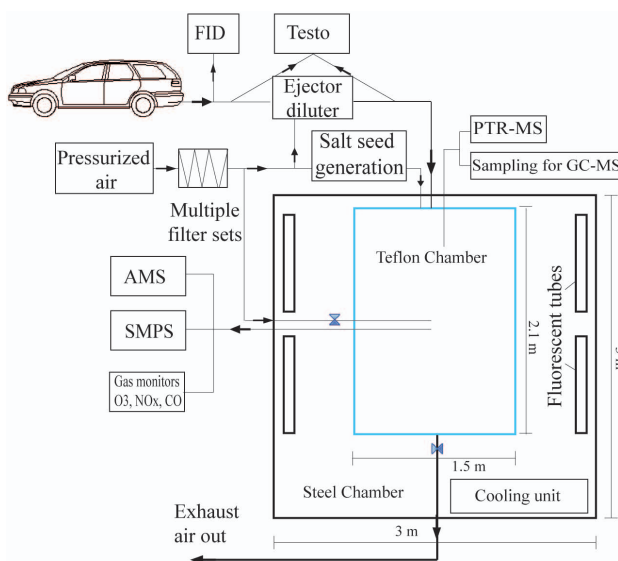 FID
Testo
Ejector
diluter
PTR-MS
Sampling for GC-MS
Pressurized
air
Salt seed
generation
Multiple
filter sets
Teflon Chamber
AMS
SMPS
Gas monitors
O3, NOx, CO
Fluorescent tubes
2.1 m
1.5 m
Steel Chamber
Cooling unit
Exhaust
air out
3 m